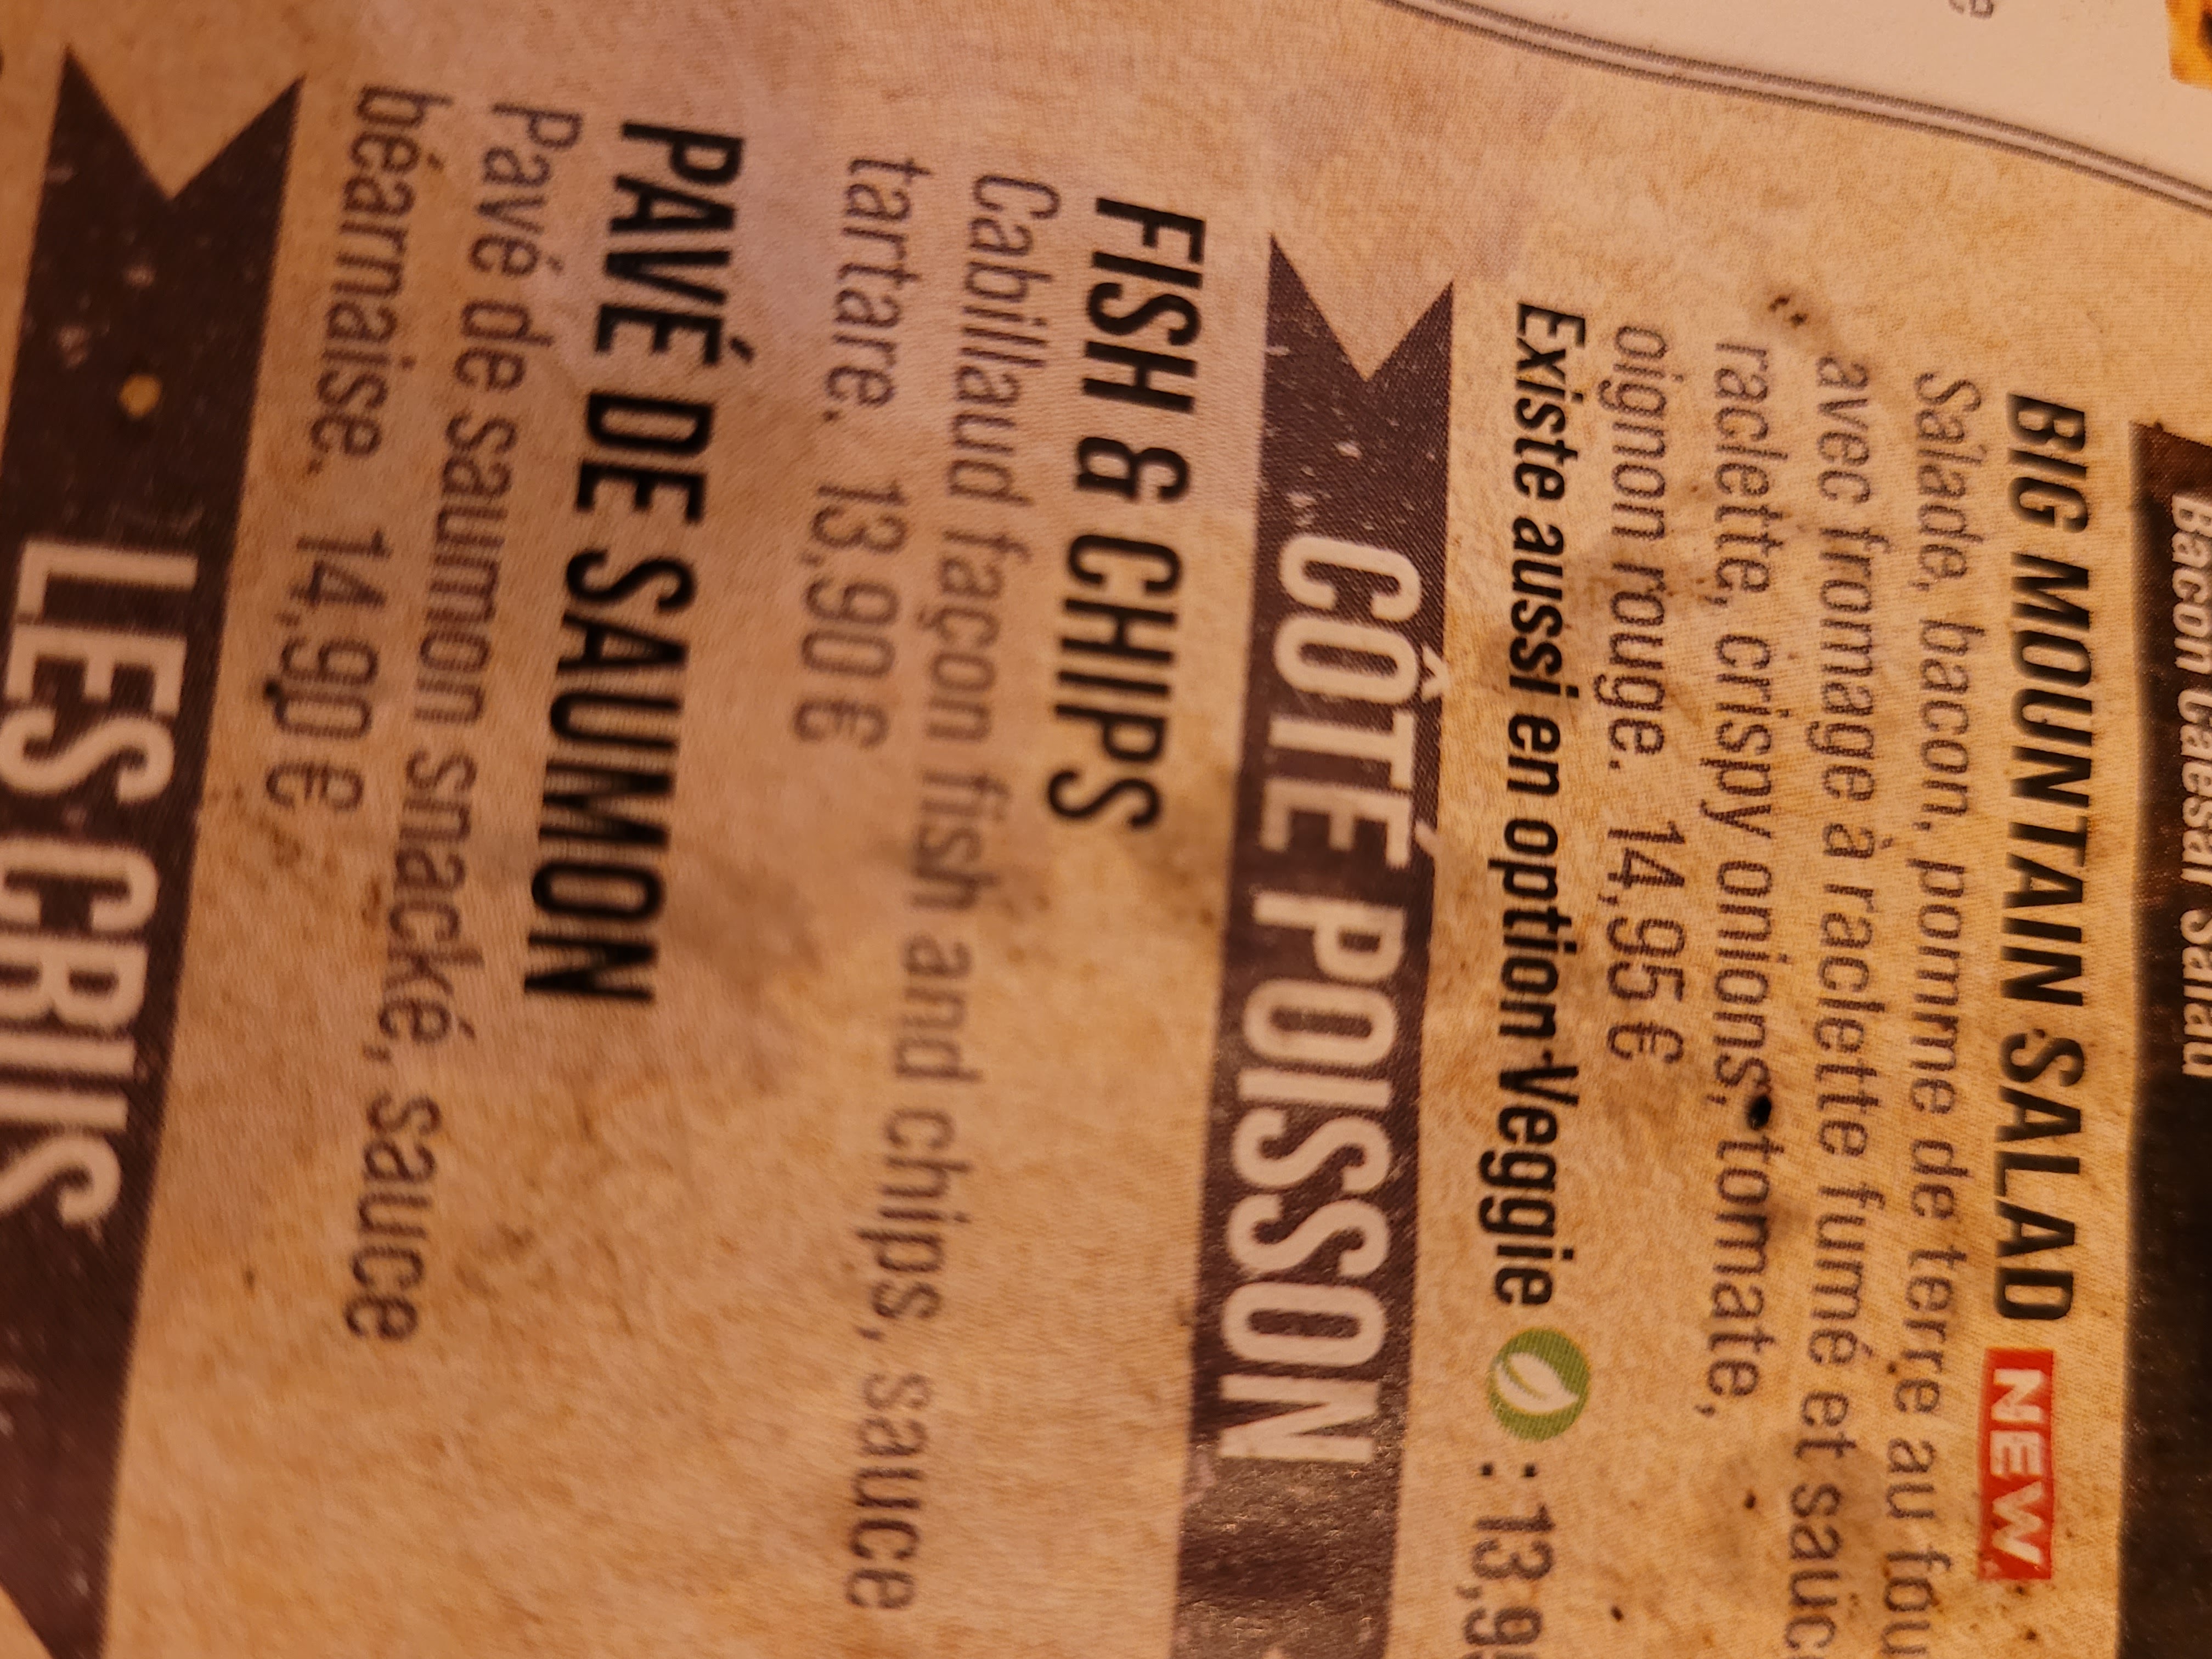 Bacon Caesar Salad
BIG MOUNTAIN SALAD NEW
Salade, bacon, pomme de terre au fou
avec fromage à raclette fumé et sauc
raclette, crispy onions, tomate,
oignon rouge. 14,95 €
Existe aussi en option Veggie : 13,9
CÔTÉ POISSON
FISH & CHIPS
Cabillaud façon fish and chips, sauce
tartare. 13,90 €
PAVÉ DE SAUMON
Pavé de saumon snacké, sauce
béarnaise. 14,90 €
LES